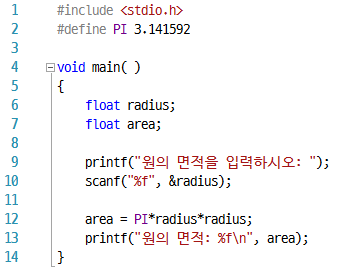 1 #include <stdio.h>
2 #define PI 3.141592
3
4 void main( )
5 {
6 float radius;
7 float area;
8
9 printf("원의 면적을 입력하시오: ");
10 scanf("%f", &radius);
11
12 area = PI*radius*radius;
13 printf("원의 면적: %f\n", area);
14 }